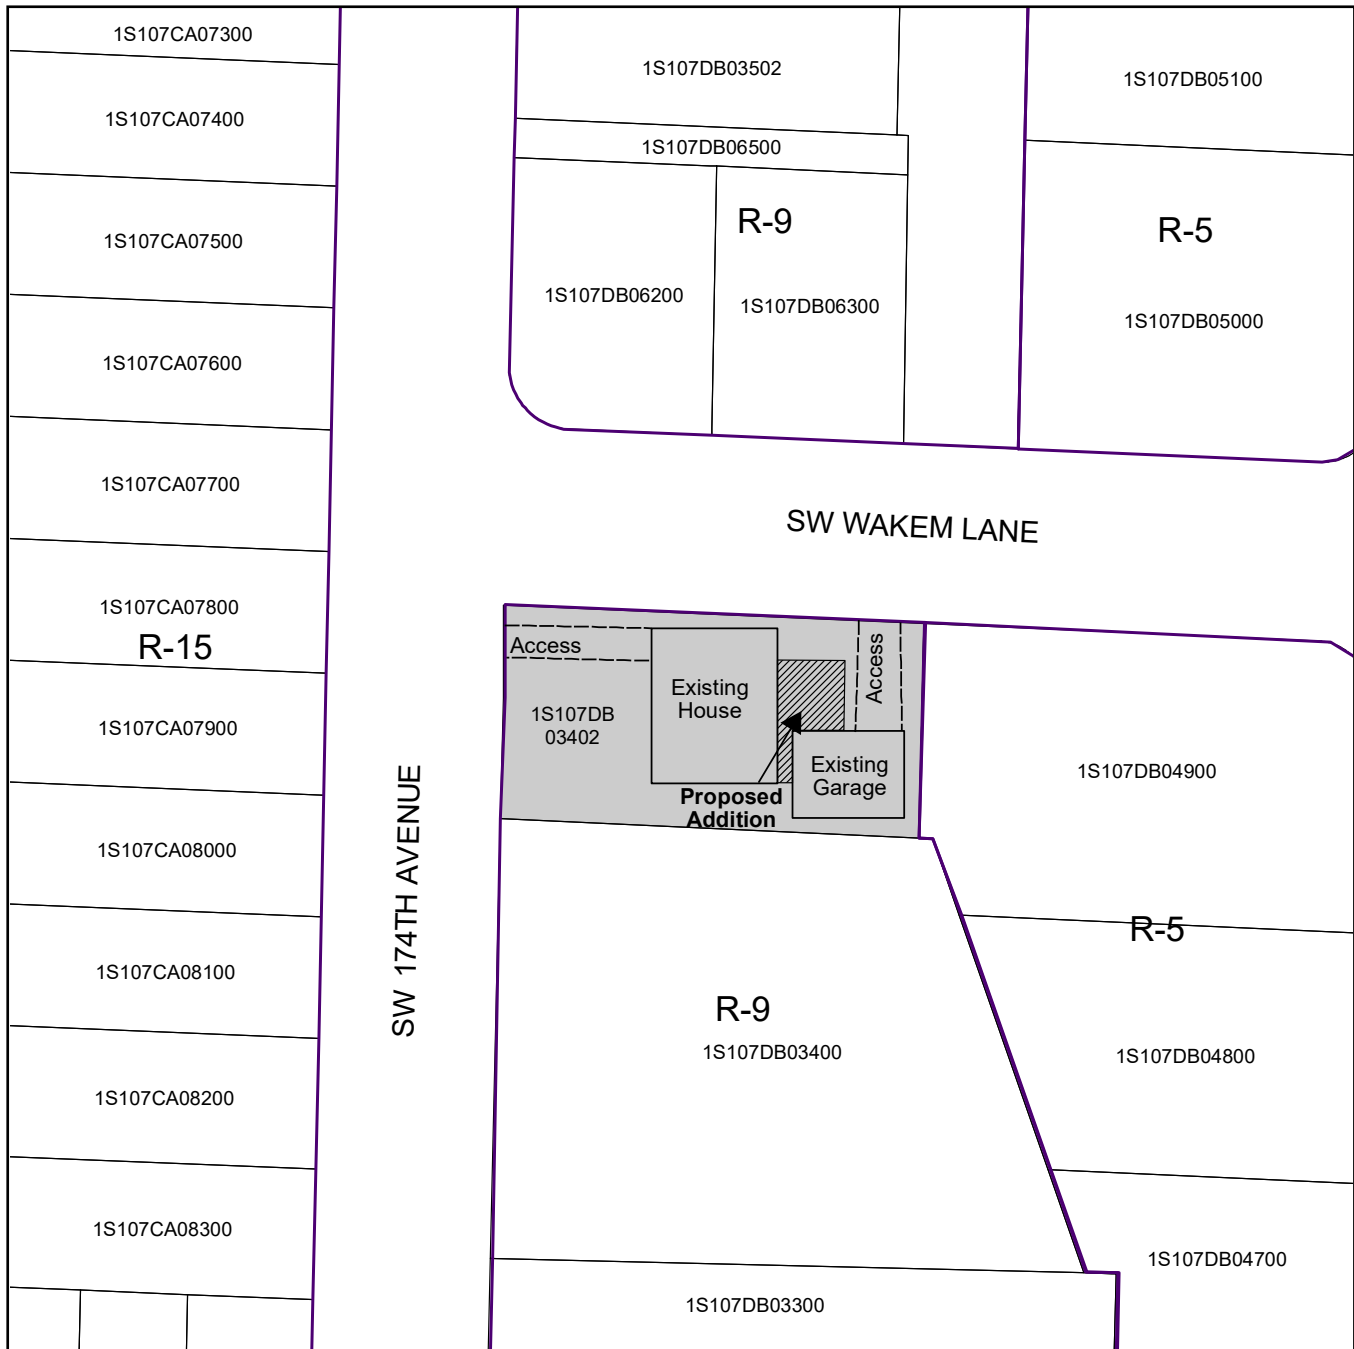 1S107CA07300
1S107CA07400
1S107CA07500
1S107CA07600
1S107CA07700
1S107CA07800
R-15
1S107CA07900
1S107CA08000
1S107CA08100
1S107CA08200
1S107CA08300
SW 174TH AVENUE
1S107DB03502
1S107DB06500
R-9
1S107DB06200
1S107DB06300
1S107DB05100
R-5
1S107DB05000
SW WAKEM LANE
Access
Existing
House
Access
1S107DB
03402
Existing
Garage
Proposed
Addition
1S107DB04900
R-5
R-9
1S107DB03400
1S107DB04800
1S107DB04700
1S107DB03300